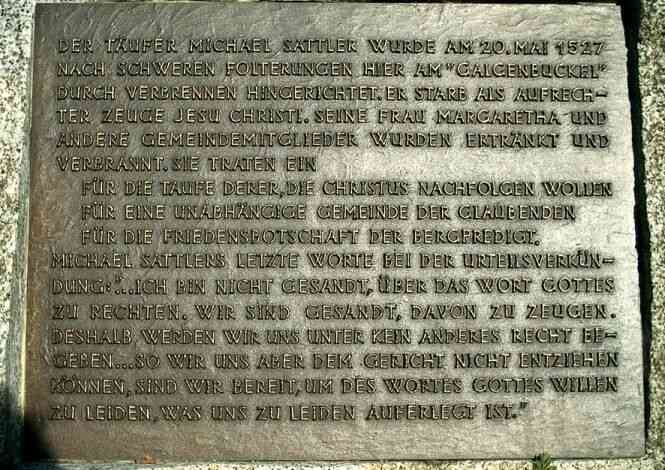 DER TÄUFER MICHAEL SATTLER WURDE AM 20. MAI 1527
NACH SCHWEREN FOLTERUNGEN HIER AM "GALGENBUCKEL"
DURCH VERBRENNEN HINGERICHTET. ER STARB ALS AUFRECH-
TER ZEUGE JESU CHRISTI. SEINE FRAU MARGARETHA UND
ANDERE GEMEINDEMITGLIEDER WURDEN ERTRÄNKT UND
VERBRANNT. SIE TRATEN EIN
FÜR DIE TAUFE DERER, DIE CHRISTUS NACHFOLGEN WOLLEN
FÜR EINE UNABHÄNGIGE GEMEINDE DER GLAUBENDEN
FÜR DIE FRIEDENSBOTSCHAFT DER BERGPREDIGT.
MICHAEL SATTLERS LETZTE WORTE BEI DER URTEILSVERKÜN-
DUNG: "...ICH BIN NICHT GESANDT, ÜBER DAS WORT GOTTES
ZU RECHTEN. WIR SIND GESANDT, DAVON ZU ZEUGEN.
DESHALB WERDEN WIR UNS UNTER KEIN ANDERES RECHT BE-
GEBEN... SO WIR UNS ABER DEM GERICHT NICHT ENTZIEHEN
KÖNNEN, SIND WIR BEREIT, UM DES WORTES GOTTES WILLEN
ZU LEIDEN, WAS UNS ZU LEIDEN AUFERLEGT IST."